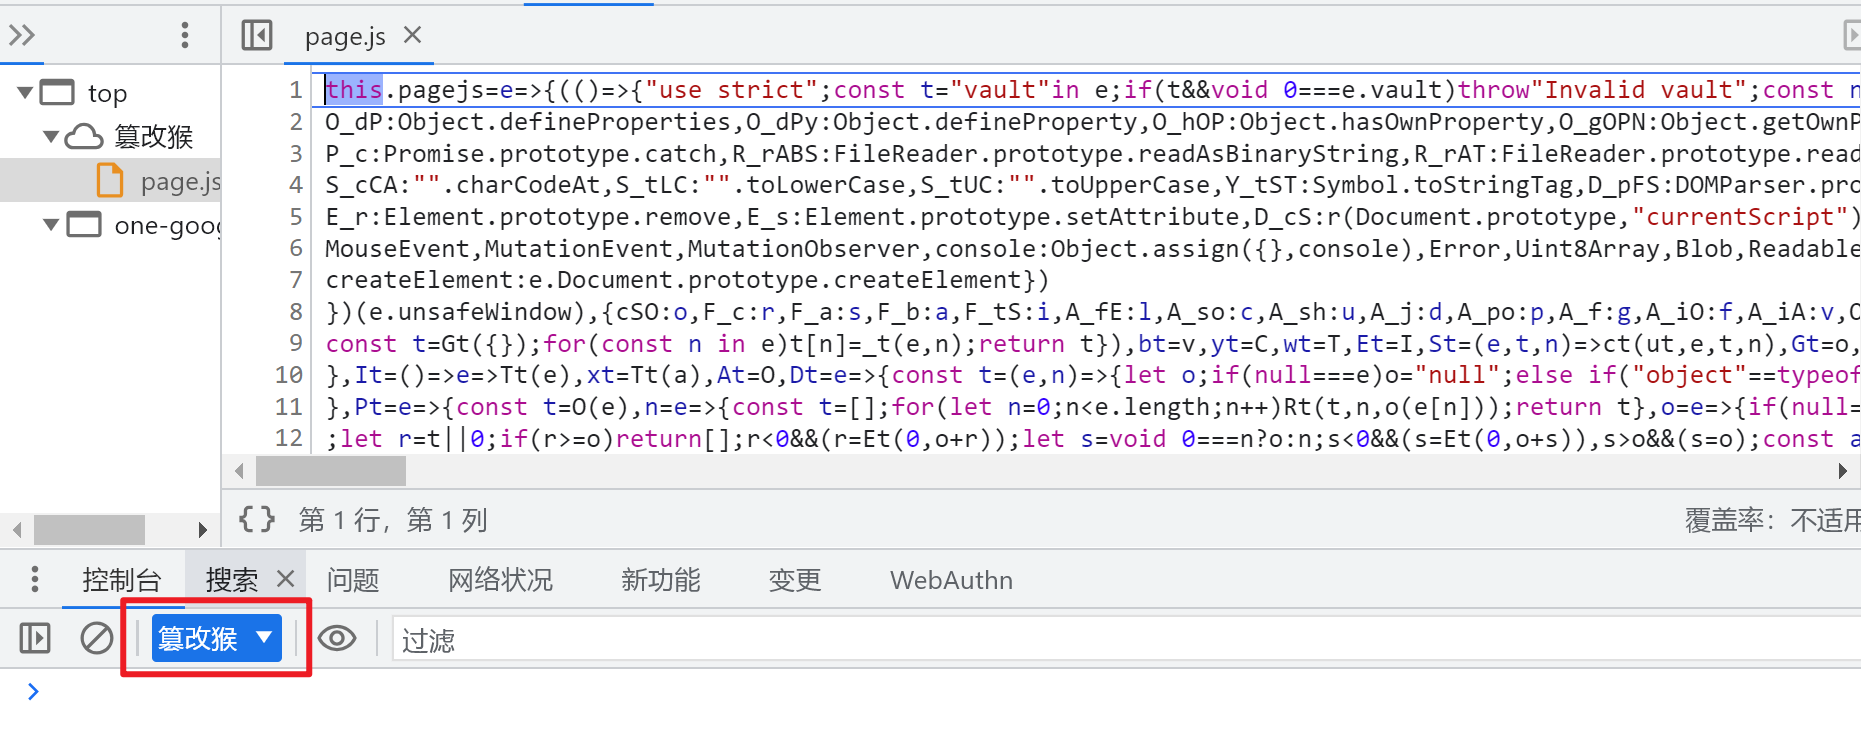 page.js
top
篡改猴
page.js
one-goog
1 this.pagejs=e=>{(()=>{"use strict";const t="vault"in e;if(t&&void 0===e.vault)throw"Invalid vault";const n
2 O_dP:Object.defineProperties,O_dPy:Object.defineProperty,O_hOP:Object.hasOwnProperty,O_gOPN:Object.getOwnP
3 P_c:Promise.prototype.catch,R_rABS:FileReader.prototype.readAsBinaryString,R_rAT:FileReader.prototype.read
4 S_cCA:"".charCodeAt,S_tLC:"".toLowerCase,S_tUC:"".toUpperCase,Y_tST:Symbol.toStringTag,D_pFS:DOMParser.pro
5 E_r:Element.prototype.remove,E_s:Element.prototype.setAttribute,D_cS:r(Document.prototype,"currentScript")
6 MouseEvent,MutationEvent,MutationObserver,console:Object.assign({},console),Error,Uint8Array,Blob,Readable
7 createElement:e.Document.prototype.createElement})
8 })(e.unsafeWindow),{cSO:o,F_c:r,F_a:s,F_b:a,F_tS:i,A_fE:l,A_so:c,A_sh:u,A_j:d,A_po:p,A_f:g,A_iO:f,A_iA:v,O
9 const t=Gt({});for(const n in e)t[n]=_t(e,n);return t}),bt=v,yt=C,wt=T,Et=I,St=(e,t,n)=>ct(ut,e,t,n),Gt=o,
10 },It=()=>e=>Tt(e),xt=Tt(a),At=O,Dt=e=>{const t=(e,n)=>{let o;if(null===e)o="null";else if("object"==typeof
11 },Pt=e=>{const t=O(e),n=e=>{const t=[];for(let n=0;n<e.length;n++)Rt(t,n,o(e[n]));return t},o=e=>{if(null=
12 ;let r=t||0;if(r>=o)return[];r<0&&(r=Et(0,o+r));let s=void 0===n?o:n;s<0&&(s=Et(0,o+s)),s>o&&(s=o);const a
{} 第 1 行，第 1 列 覆盖率：不适用
控制台 搜索 问题 网络状况 新功能 变更 WebAuthn
篡改猴 过滤